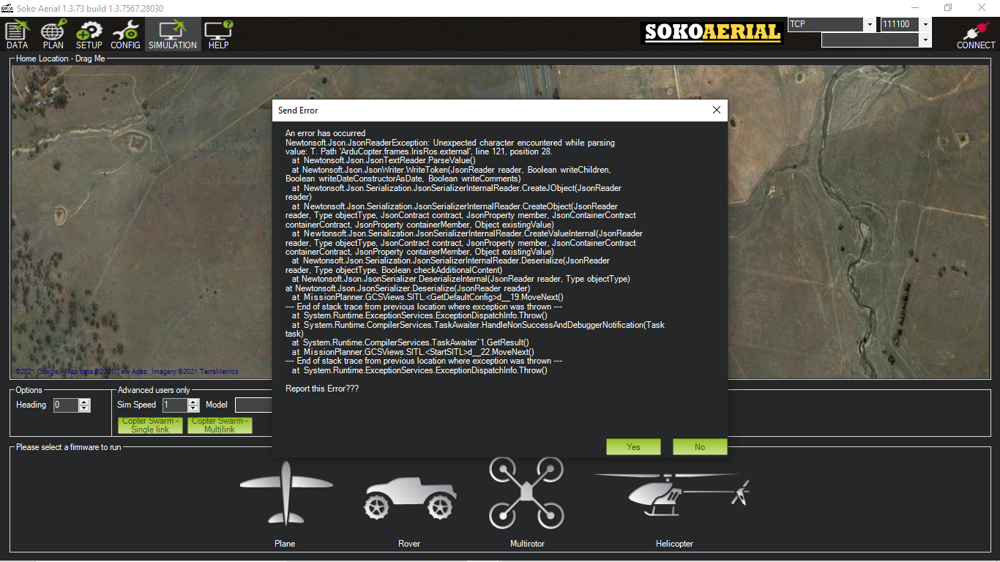 Soko Aerial 1.3.73 build 1.3.7567.28030
DATA PLAN SETUP CONFIG SIMULATION HELP
SOKOAERIAL
TCP
111100
CONNECT
Home Location - Drag Me
Send Error
An error has occurred
Newtonsoft.Json.JsonReaderException: Unexpected character encountered while parsing
value: T. Path 'ArduCopter.frames.IrisRos.external', line 121, position 28.
at Newtonsoft.Json.JsonTextReader.ParseValue()
at Newtonsoft.Json.JsonWriter.WriteToken(JsonReader reader, Boolean writeChildren,
Boolean writeDateConstructorAsDate, Boolean writeComments)
at Newtonsoft.Json.Serialization.JsonSerializerInternalReader.CreateJObject(JsonReader
reader)
at Newtonsoft.Json.Serialization.JsonSerializerInternalReader.CreateObject(JsonReader
reader, Type objectType, JsonContract contract, JsonProperty member, JsonContainerContract
containerContract, JsonProperty containerMember, Object existingValue)
at Newtonsoft.Json.Serialization.JsonSerializerInternalReader.CreateValueInternal(JsonReader
reader, Type objectType, JsonContract contract, JsonProperty member, JsonContainerContract
containerContract, JsonProperty containerMember, Object existingValue)
at Newtonsoft.Json.Serialization.JsonSerializerInternalReader.Deserialize(JsonReader
reader, Type objectType, Boolean checkAdditionalContent)
at Newtonsoft.Json.JsonSerializer.DeserializeInternal(JsonReader reader, Type objectType)
at Newtonsoft.Json.JsonSerializer.Deserialize(JsonReader reader)
at MissionPlanner.GCSViews.SITL.<GetDefaultConfig>d__19.MoveNext()
--- End of stack trace from previous location where exception was thrown ---
at System.Runtime.ExceptionServices.ExceptionDispatchInfo.Throw()
at System.Runtime.CompilerServices.TaskAwaiter.HandleNonSuccessAndDebuggerNotification(Task
task)
at System.Runtime.CompilerServices.TaskAwaiter`1.GetResult()
at MissionPlanner.GCSViews.SITL.<StartSITL>d__22.MoveNext()
--- End of stack trace from previous location where exception was thrown ---
at System.Runtime.ExceptionServices.ExceptionDispatchInfo.Throw()
Report this Error???
Yes No
©2021 Google - Map data ©2021 Tele Atlas, Imagery ©2021 TerraMetrics
Options
Heading 0
Advanced users only
Sim Speed 1 Model
Copter Swarm -
Single link
Copter Swarm -
Multilink
Please select a firmware to run
Plane Rover Multirotor Helicopter